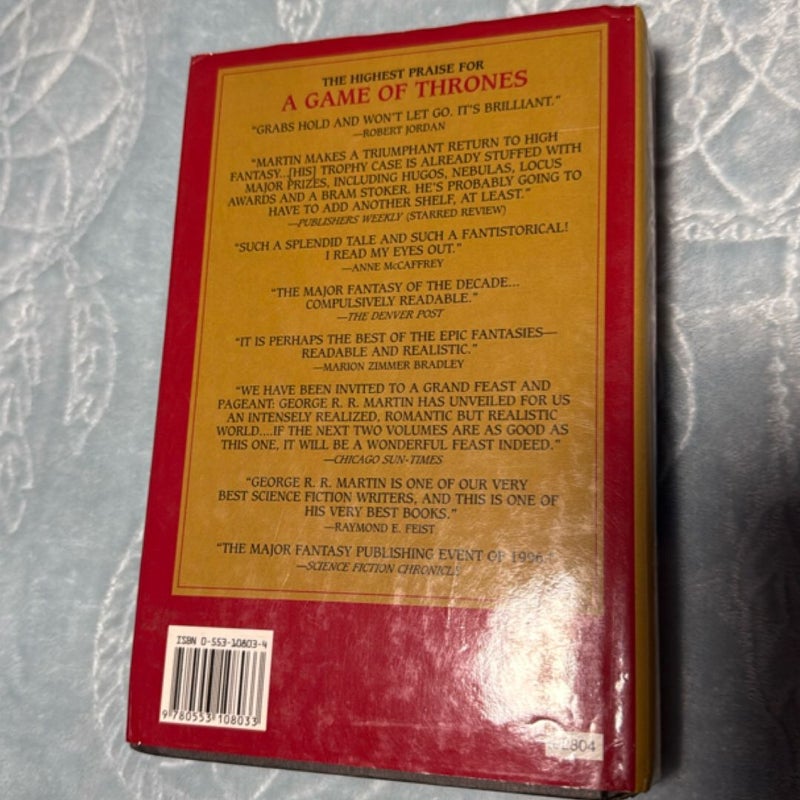 THE HIGHEST PRAISE FOR
A GAME OF THRONES
"GRABS HOLD AND WON'T LET GO. IT'S BRILLIANT."
—ROBERT JORDAN
"MARTIN MAKES A TRIUMPHANT RETURN TO HIGH
FANTASY...[HIS] TROPHY CASE IS ALREADY STUFFED WITH
MAJOR PRIZES, INCLUDING HUGOS, NEBULAS, LOCUS
AWARDS AND A BRAM STOKER. HE'S PROBABLY GOING TO
HAVE TO ADD ANOTHER SHELF, AT LEAST."
—PUBLISHERS WEEKLY (STARRED REVIEW)
"SUCH A SPLENDID TALE AND SUCH A FANTISTORICAL!
I READ MY EYES OUT."
—ANNE McCAFFREY
"THE MAJOR FANTASY OF THE DECADE...
COMPULSIVELY READABLE."
—THE DENVER POST
"IT IS PERHAPS THE BEST OF THE EPIC FANTASIES—
READABLE AND REALISTIC."
—MARION ZIMMER BRADLEY
"WE HAVE BEEN INVITED TO A GRAND FEAST AND
PAGEANT: GEORGE R. R. MARTIN HAS UNVEILED FOR US
AN INTENSELY REALIZED, ROMANTIC BUT REALISTIC
WORLD....IF THE NEXT TWO VOLUMES ARE AS GOOD AS
THIS ONE, IT WILL BE A WONDERFUL FEAST INDEED."
—CHICAGO SUN-TIMES
"GEORGE R. R. MARTIN IS ONE OF OUR VERY
BEST SCIENCE FICTION WRITERS, AND THIS IS ONE OF
HIS VERY BEST BOOKS."
—RAYMOND E. FEIST
"THE MAJOR FANTASY PUBLISHING EVENT OF 1996."
—SCIENCE FICTION CHRONICLE
ISBN 0-553-10803-4
9 780553 108033